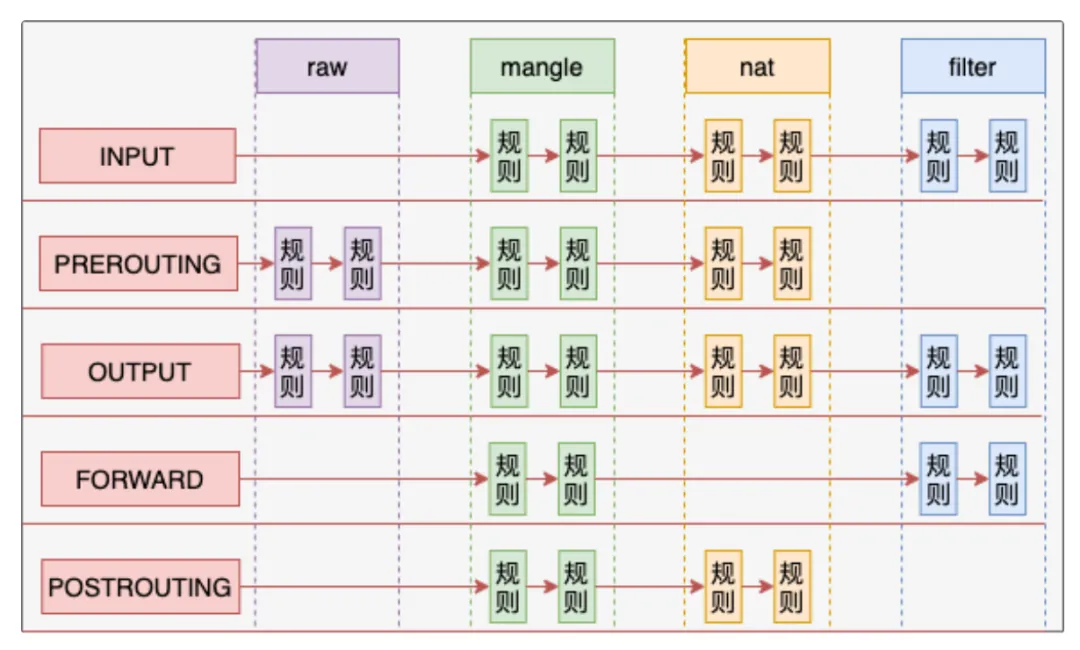 raw mangle nat filter
INPUT 规则 规则 规则 规则 规则 规则
PREROUTING 规则 规则 规则 规则 规则 规则
OUTPUT 规则 规则 规则 规则 规则 规则 规则 规则
FORWARD 规则 规则 规则 规则
POSTROUTING 规则 规则 规则 规则